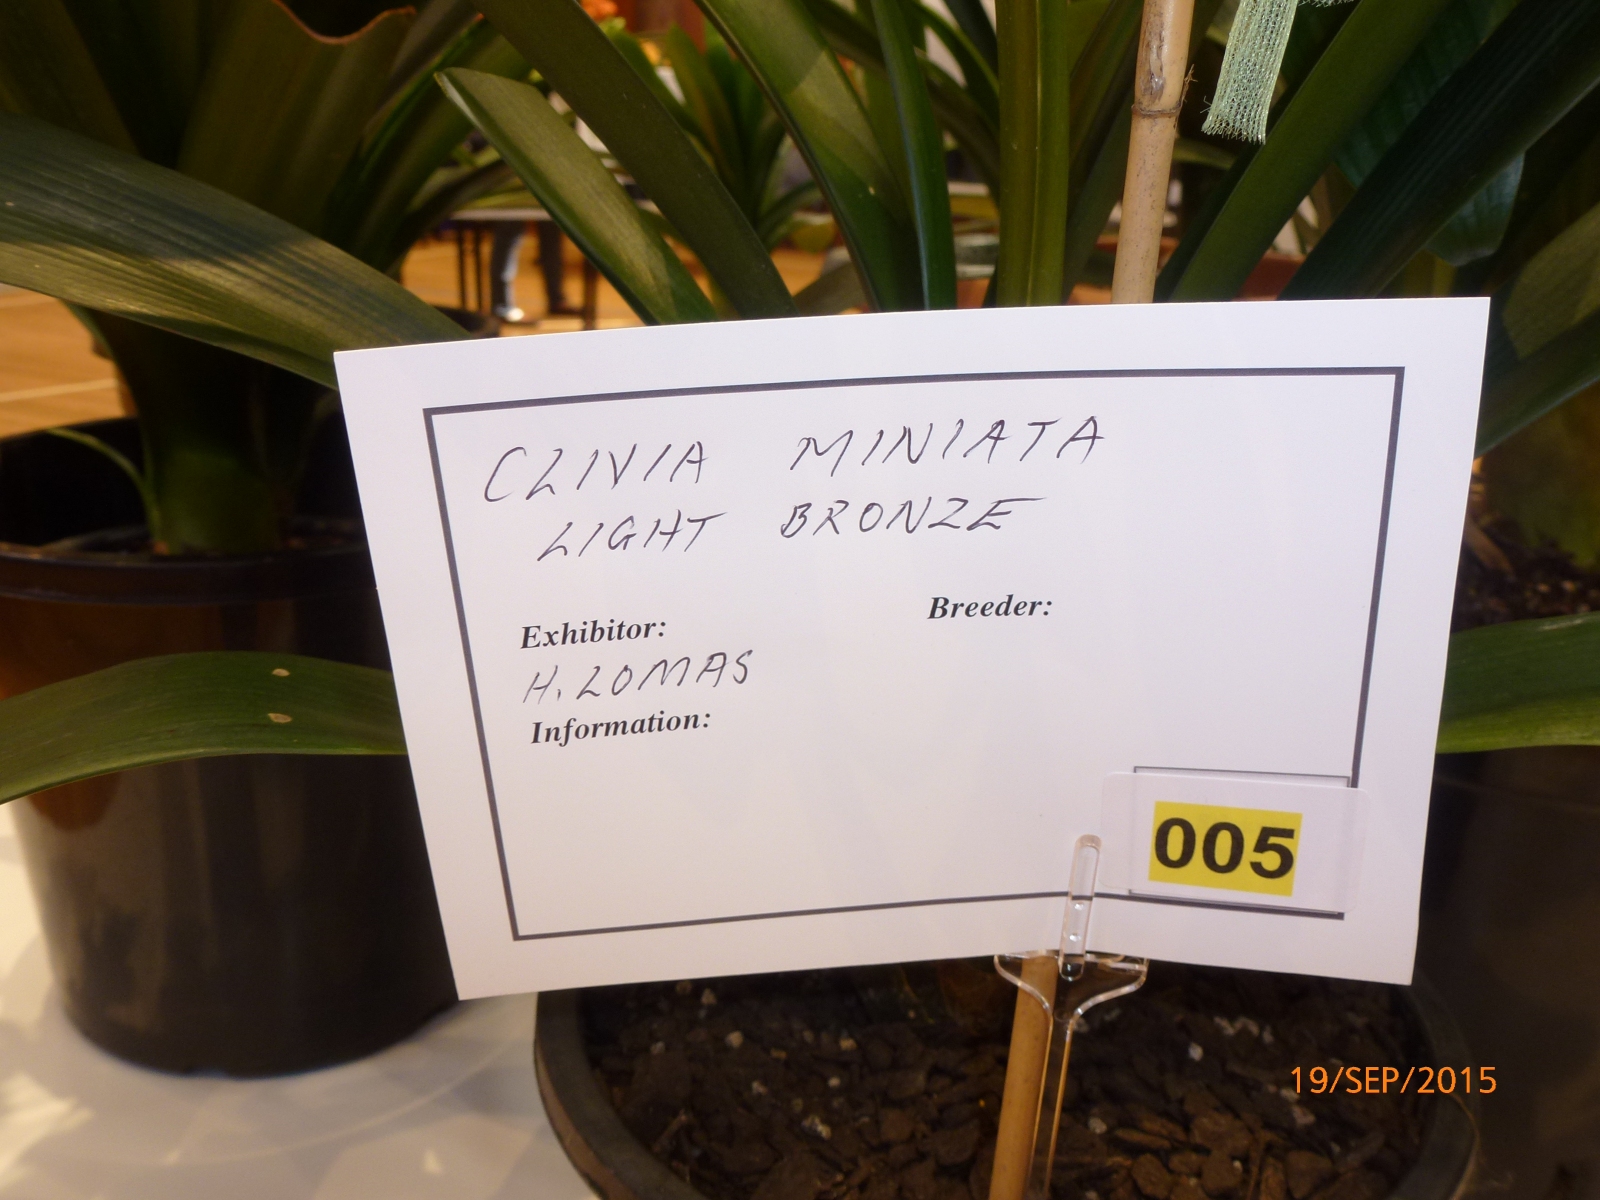 CLIVIA MINIATA
LIGHT BRONZE
Exhibitor:
Breeder:
H. LOMAS
Information:
005
19/SEP/2015